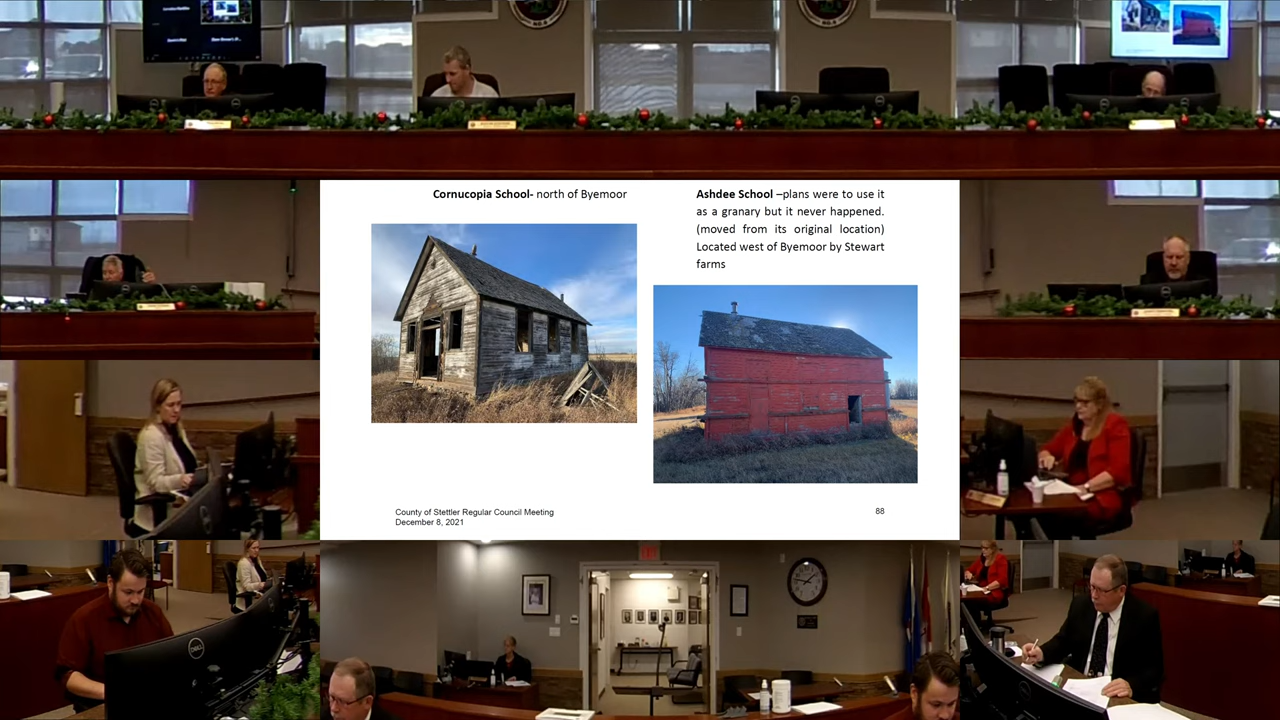 Cornucopia School- north of Byemoor
Ashdee School –plans were to use it
as a granary but it never happened.
(moved from its original location)
Located west of Byemoor by Stewart
farms
County of Stettler Regular Council Meeting
December 8, 2021
88
DELL
EXIT